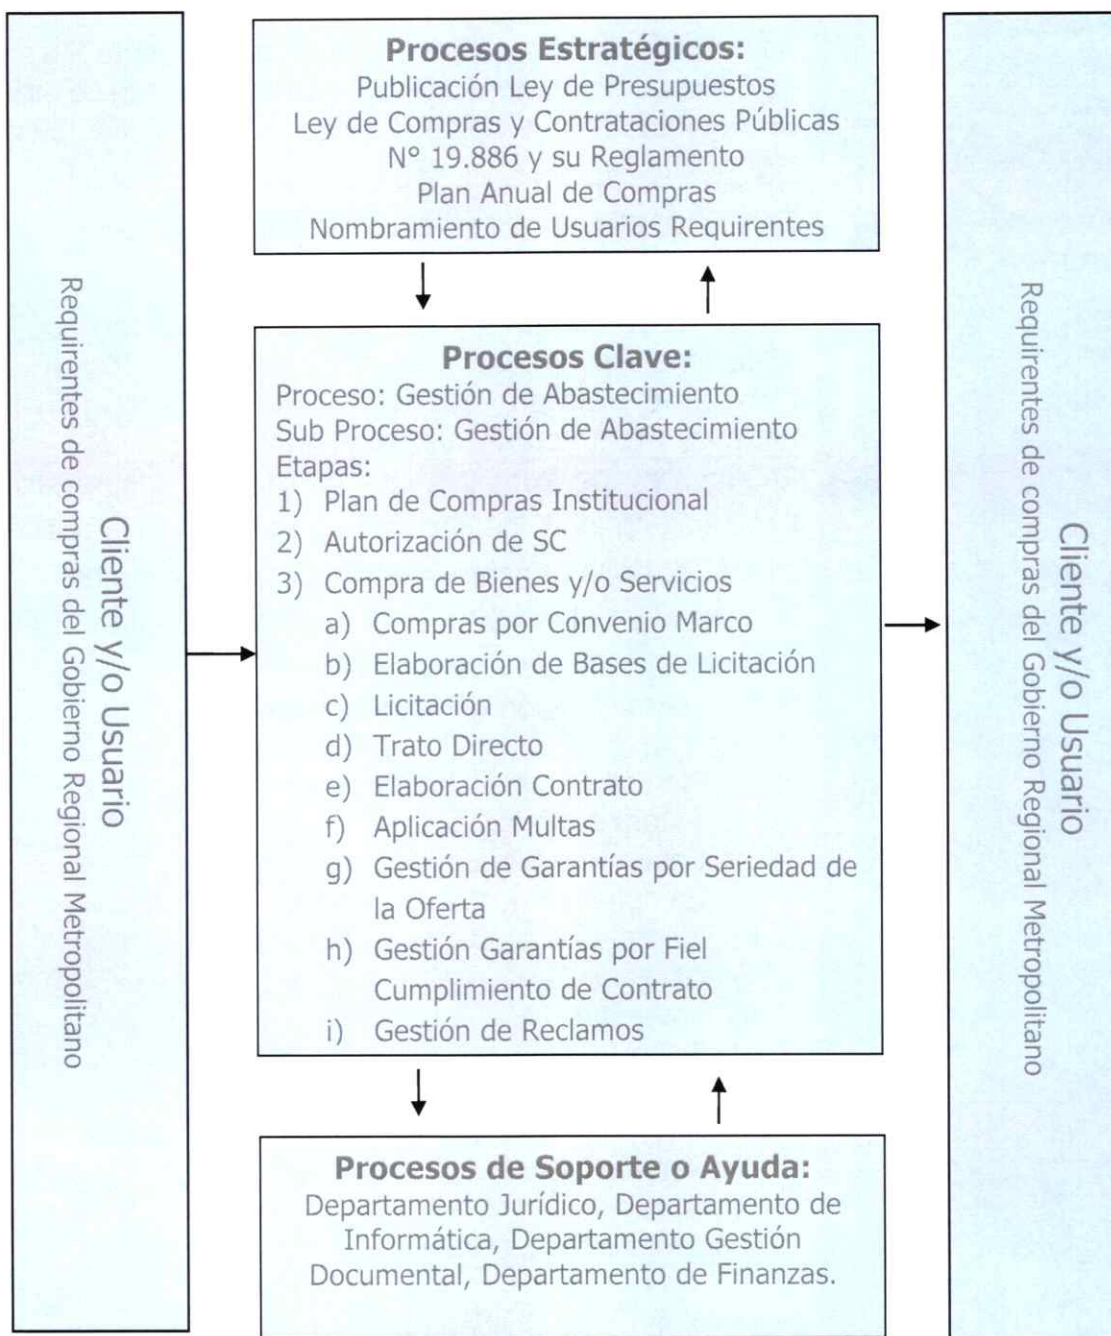 Cliente y/o Usuario
Requirentes de compras del Gobierno Regional Metropolitano
Procesos Estratégicos:
Publicación Ley de Presupuestos
Ley de Compras y Contrataciones Públicas
N° 19.886 y su Reglamento
Plan Anual de Compras
Nombramiento de Usuarios Requirentes
Procesos Clave:
Proceso: Gestión de Abastecimiento
Sub Proceso: Gestión de Abastecimiento
Etapas:
1) Plan de Compras Institucional
2) Autorización de SC
3) Compra de Bienes y/o Servicios
a) Compras por Convenio Marco
b) Elaboración de Bases de Licitación
c) Licitación
d) Trato Directo
e) Elaboración Contrato
f) Aplicación Multas
g) Gestión de Garantías por Seriedad de
la Oferta
h) Gestión Garantías por Fiel
Cumplimiento de Contrato
i) Gestión de Reclamos
Procesos de Soporte o Ayuda:
Departamento Jurídico, Departamento de
Informática, Departamento Gestión
Documental, Departamento de Finanzas.
Cliente y/o Usuario
Requirentes de compras del Gobierno Regional Metropolitano